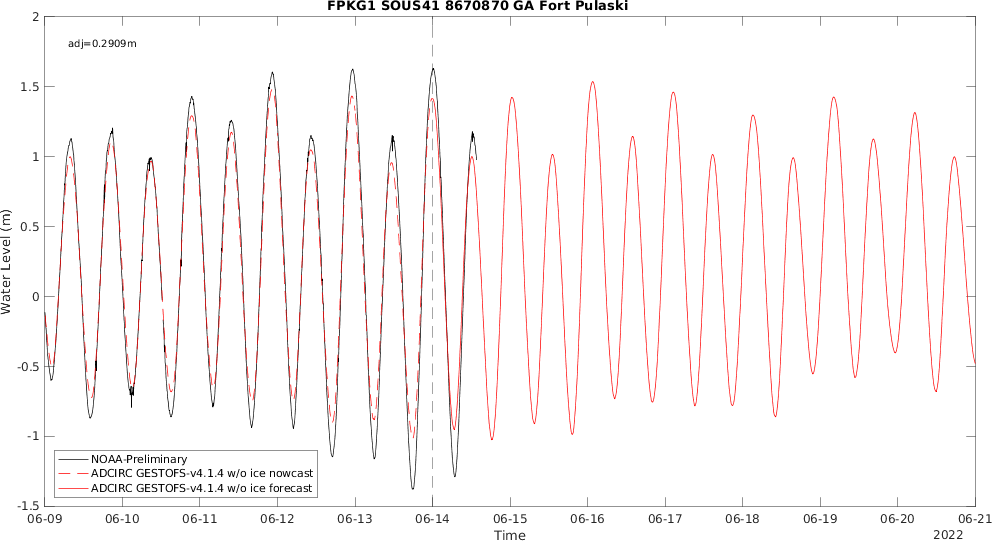 FPKG1 SOUS41 8670870 GA Fort Pulaski
adj=0.2909m
Water Level (m)
2
1.5
1
0.5
0
-0.5
-1
-1.5
NOAA-Preliminary
ADCIRC GESTOFS-v4.1.4 w/o ice nowcast
ADCIRC GESTOFS-v4.1.4 w/o ice forecast
06-09 06-10 06-11 06-12 06-13 06-14 06-15 06-16 06-17 06-18 06-19 06-20 06-21
Time
2022